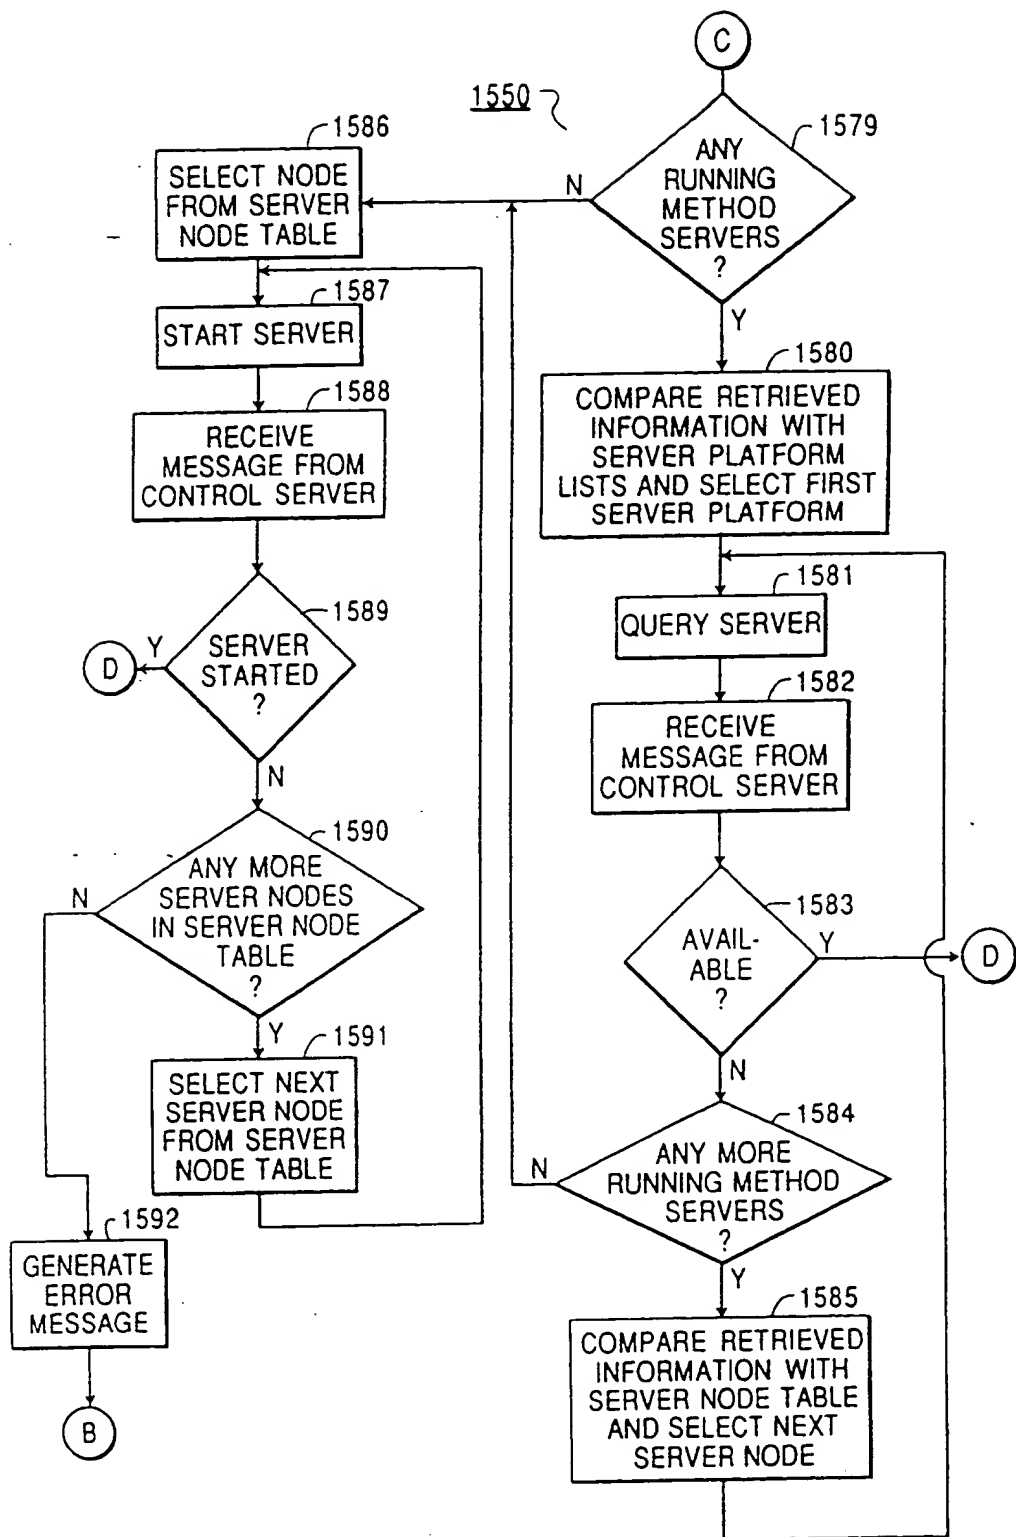 C
1550
1579
ANY
RUNNING
METHOD
SERVERS
?
N
Y
1586
SELECT NODE
FROM SERVER
NODE TABLE
1587
START SERVER
1588
RECEIVE
MESSAGE FROM
CONTROL SERVER
1589
SERVER
STARTED
?
Y
D
N
1590
ANY MORE
SERVER NODES
IN SERVER NODE
TABLE
?
N
Y
1591
SELECT NEXT
SERVER NODE
FROM SERVER
NODE TABLE
1592
GENERATE
ERROR
MESSAGE
B
1580
COMPARE RETRIEVED
INFORMATION WITH
SERVER PLATFORM
LISTS AND SELECT FIRST
SERVER PLATFORM
1581
QUERY SERVER
1582
RECEIVE
MESSAGE FROM
CONTROL SERVER
1583
AVAIL-
ABLE
?
Y
D
N
1584
ANY MORE
RUNNING METHOD
SERVERS
?
N
Y
1585
COMPARE RETRIEVED
INFORMATION WITH
SERVER NODE TABLE
AND SELECT NEXT
SERVER NODE